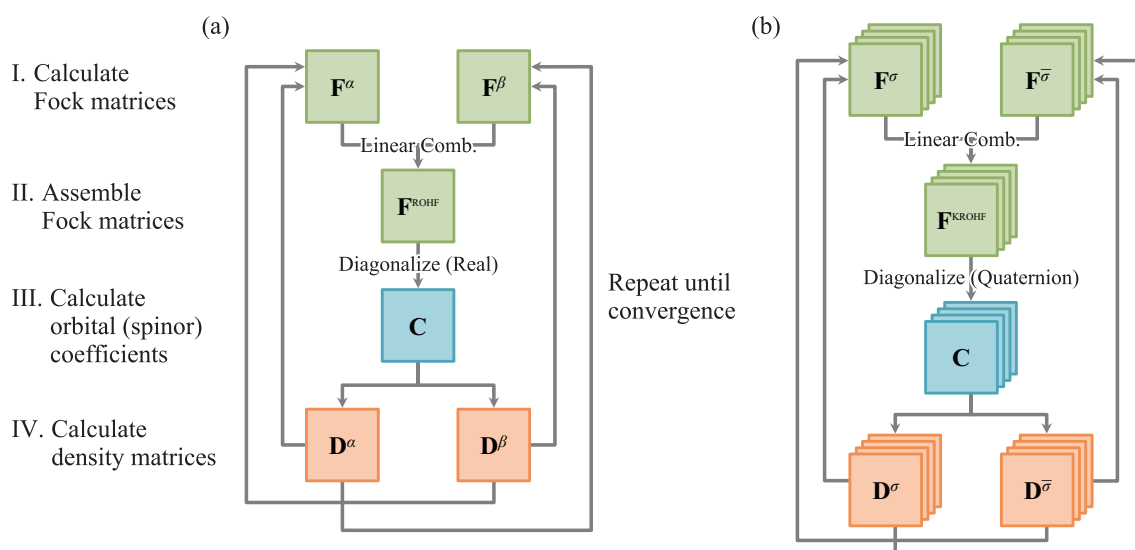 (a)
(b)
I. Calculate
Fock matrices
F^α
F^β
F^σ
F^σ̅
Linear Comb.
Linear Comb.
II. Assemble
Fock matrices
F^ROHF
F^KROHF
Diagonalize (Real)
Diagonalize (Quaternion)
Repeat until
convergence
III. Calculate
orbital (spinor)
coefficients
C
C
IV. Calculate
density matrices
D^α
D^β
D^σ
D^σ̅